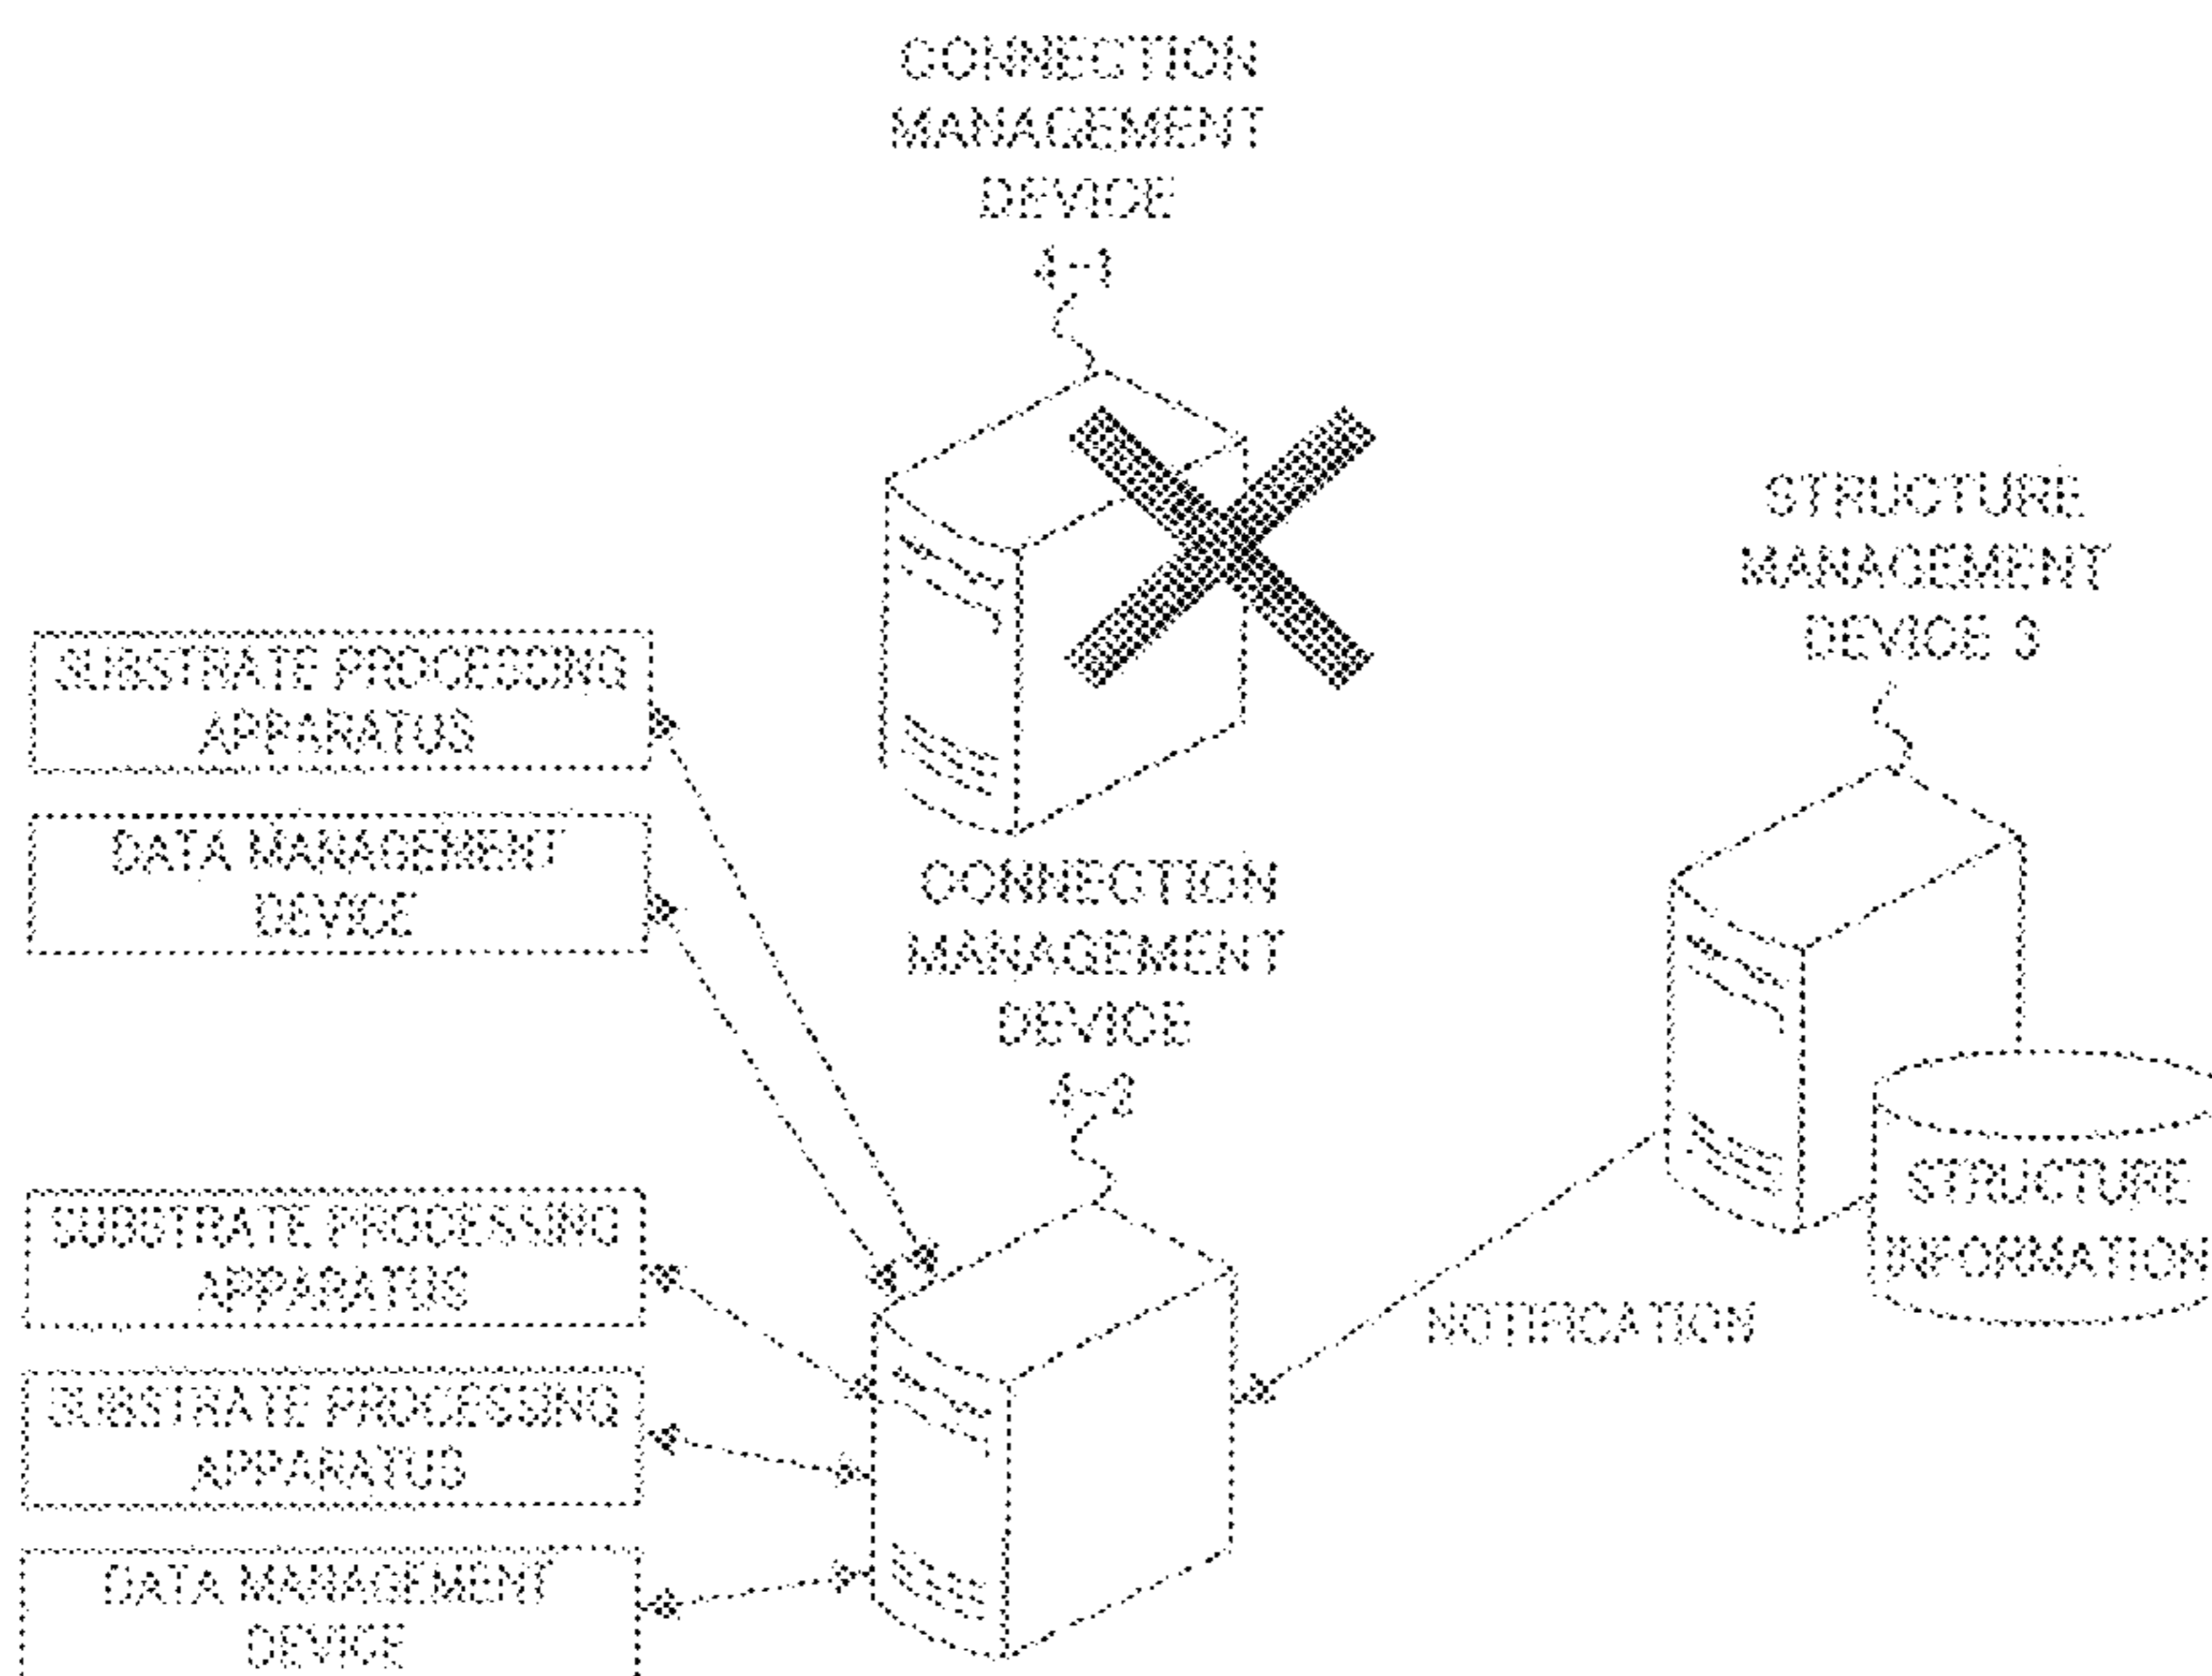 CONNECTION
MANAGEMENT
DEVICE
4-1
STRUCTURE
MANAGEMENT
DEVICE 3
SUBSTRATE PROCESSING
APPARATUS
DATA MANAGEMENT
DEVICE
CONNECTION
MANAGEMENT
DEVICE
4-2
SUBSTRATE PROCESSING
APPARATUS
SUBSTRATE PROCESSING
APPARATUS
DATA MANAGEMENT
DEVICE
STRUCTURE
INFORMATION
NOTIFICATION